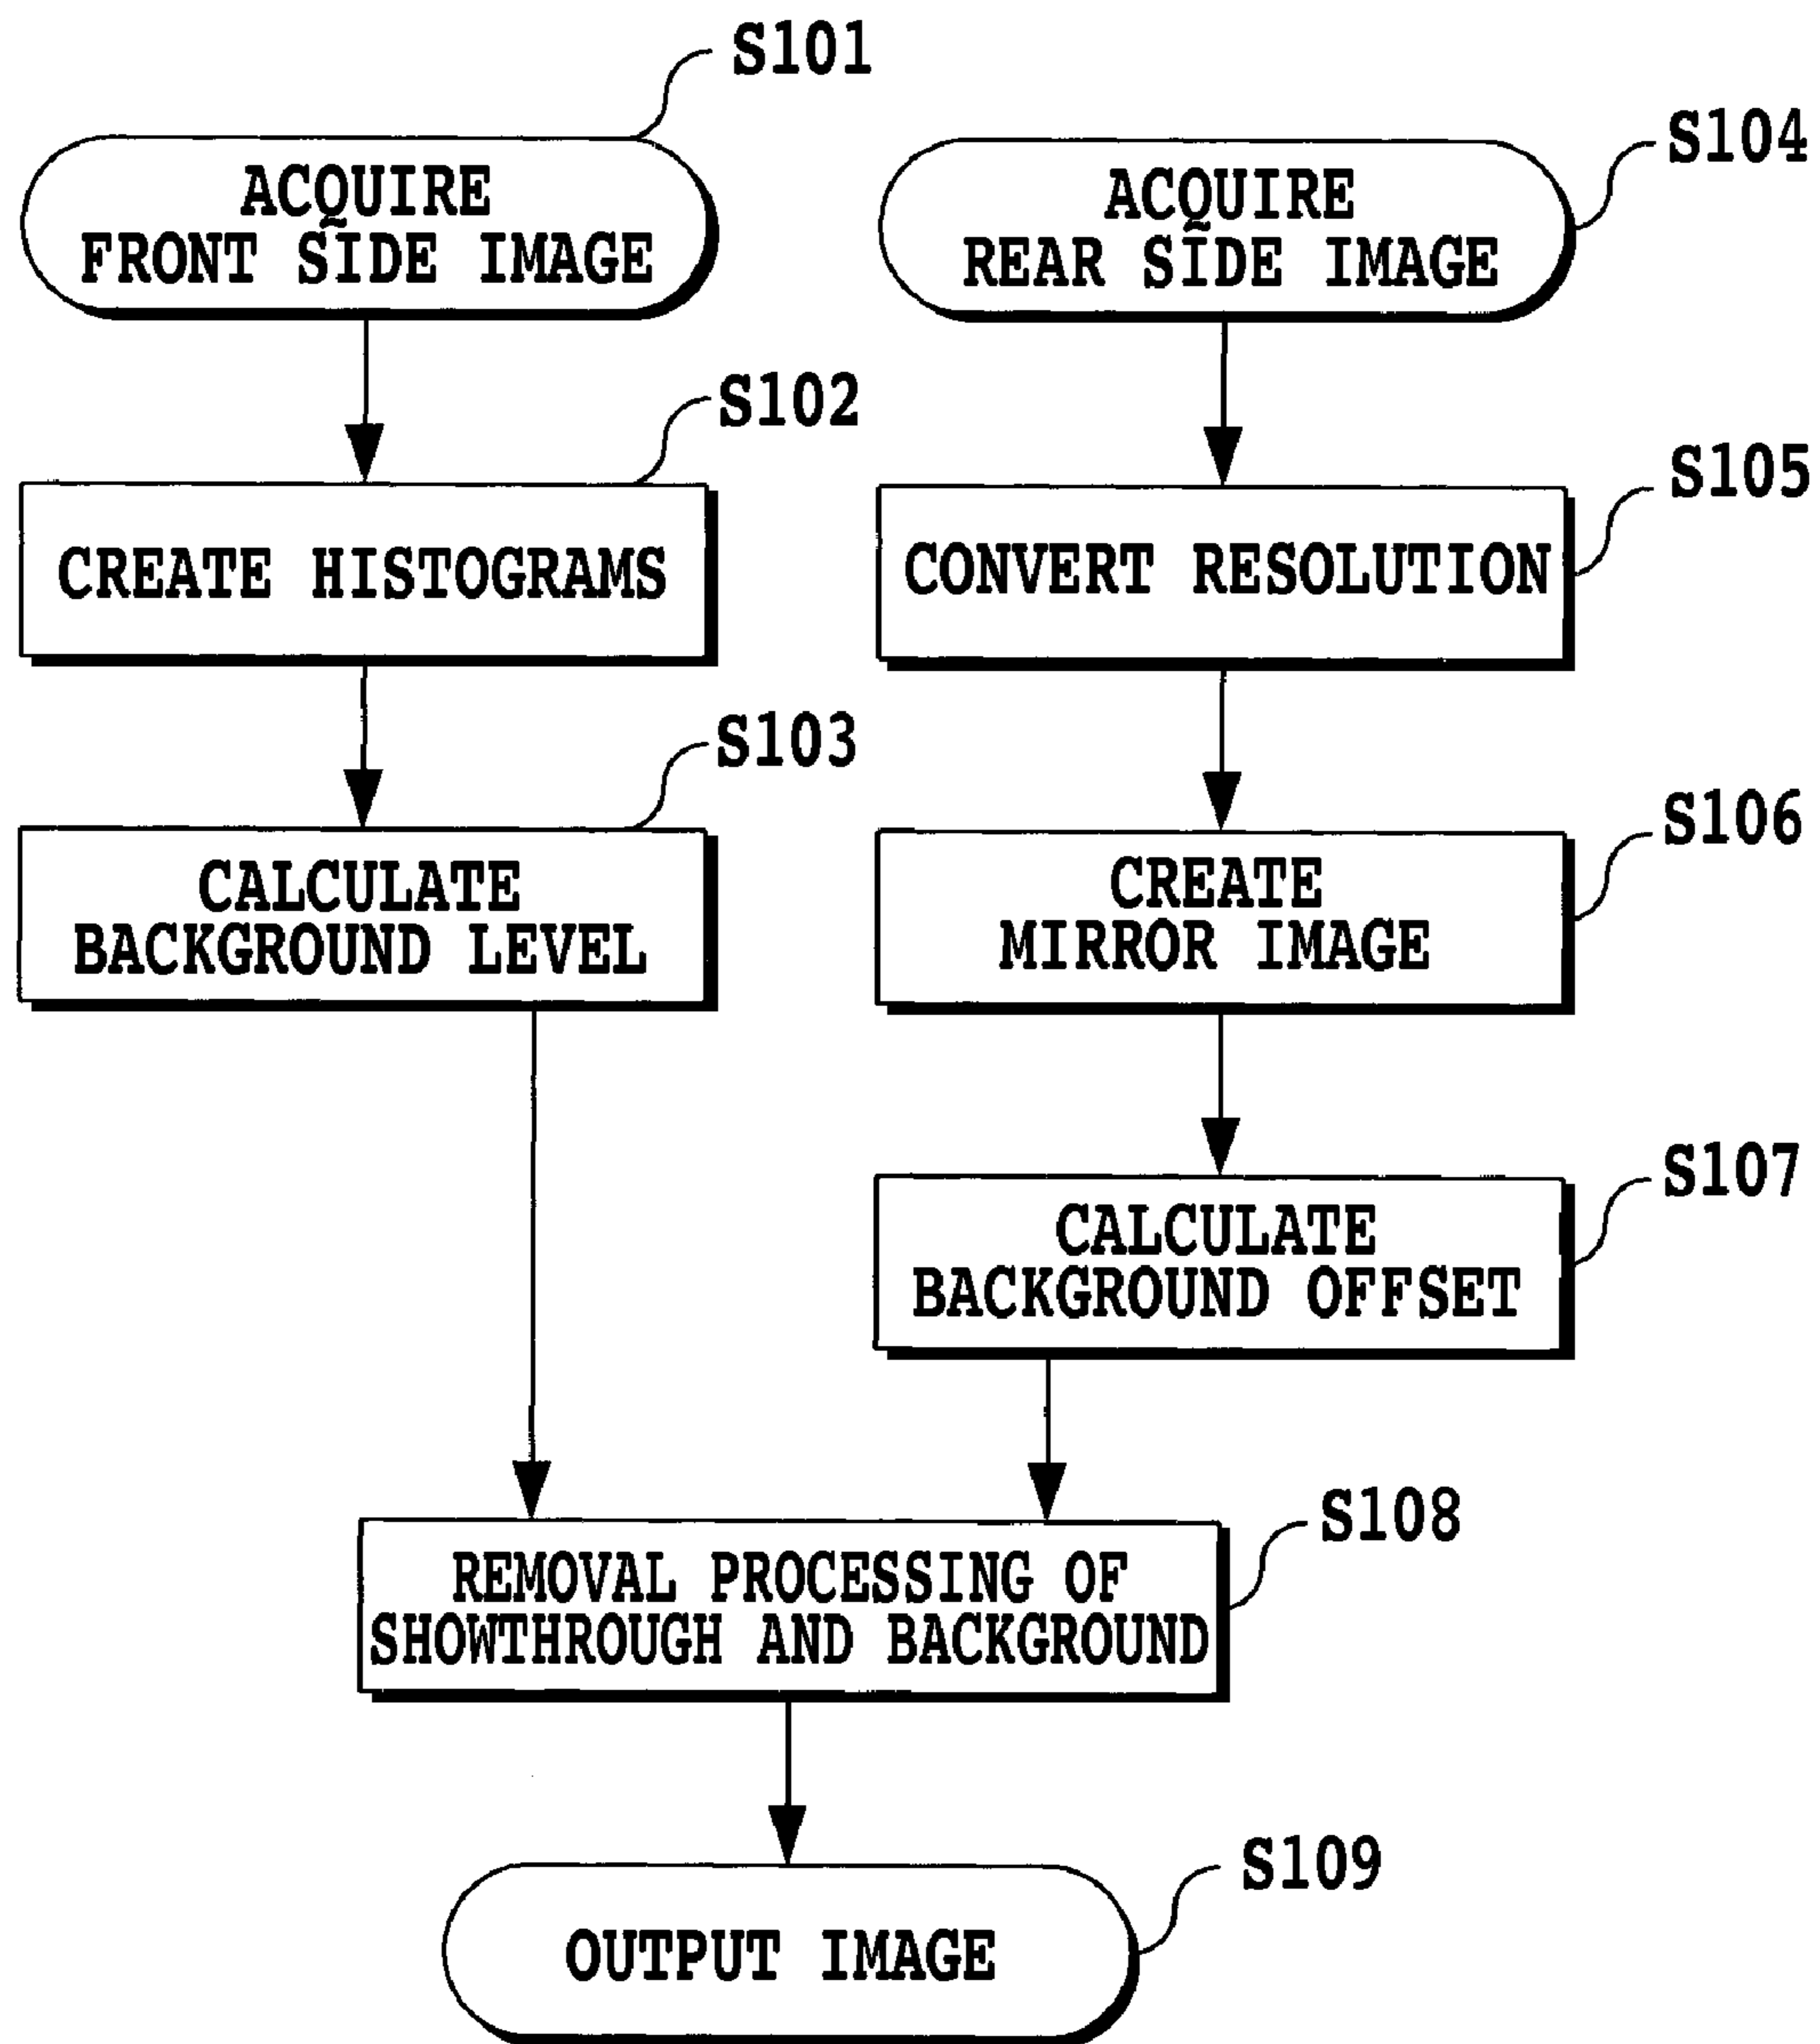 S101
ACQUIRE
FRONT SIDE IMAGE
S102
CREATE HISTOGRAMS
S103
CALCULATE
BACKGROUND LEVEL
S104
ACQUIRE
REAR SIDE IMAGE
S105
CONVERT RESOLUTION
S106
CREATE
MIRROR IMAGE
S107
CALCULATE
BACKGROUND OFFSET
S108
REMOVAL PROCESSING OF
SHOWTHROUGH AND BACKGROUND
S109
OUTPUT IMAGE